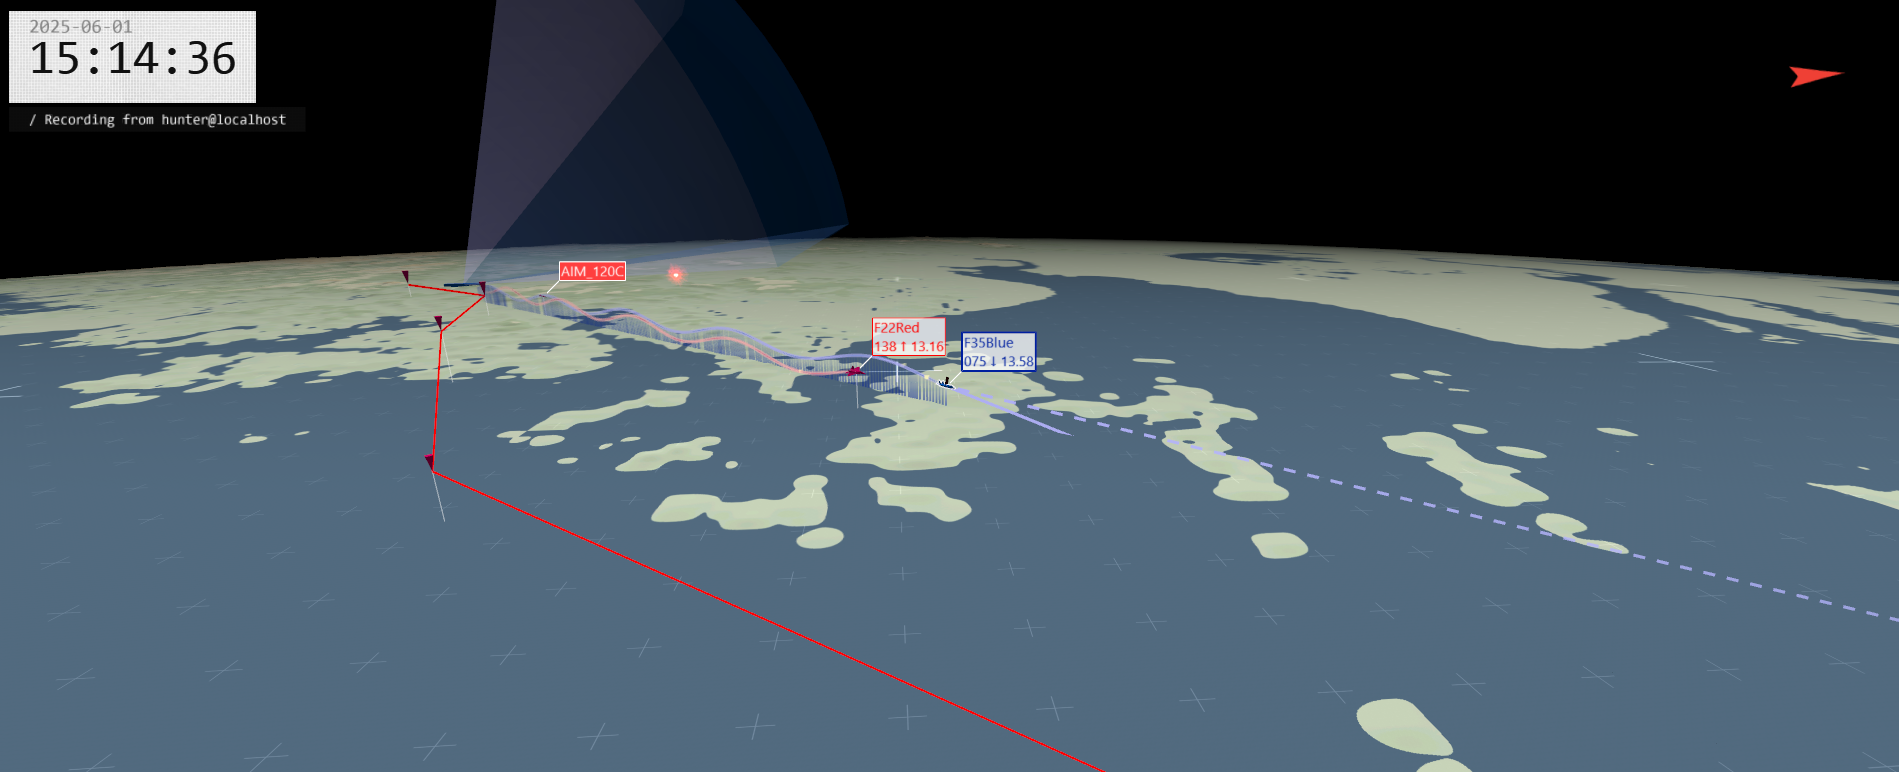 2025-06-01
15:14:36
/ Recording from hunter@localhost
AIM_120C
F22Red
138 ↑ 13.16
F35Blue
075 ↓ 13.58